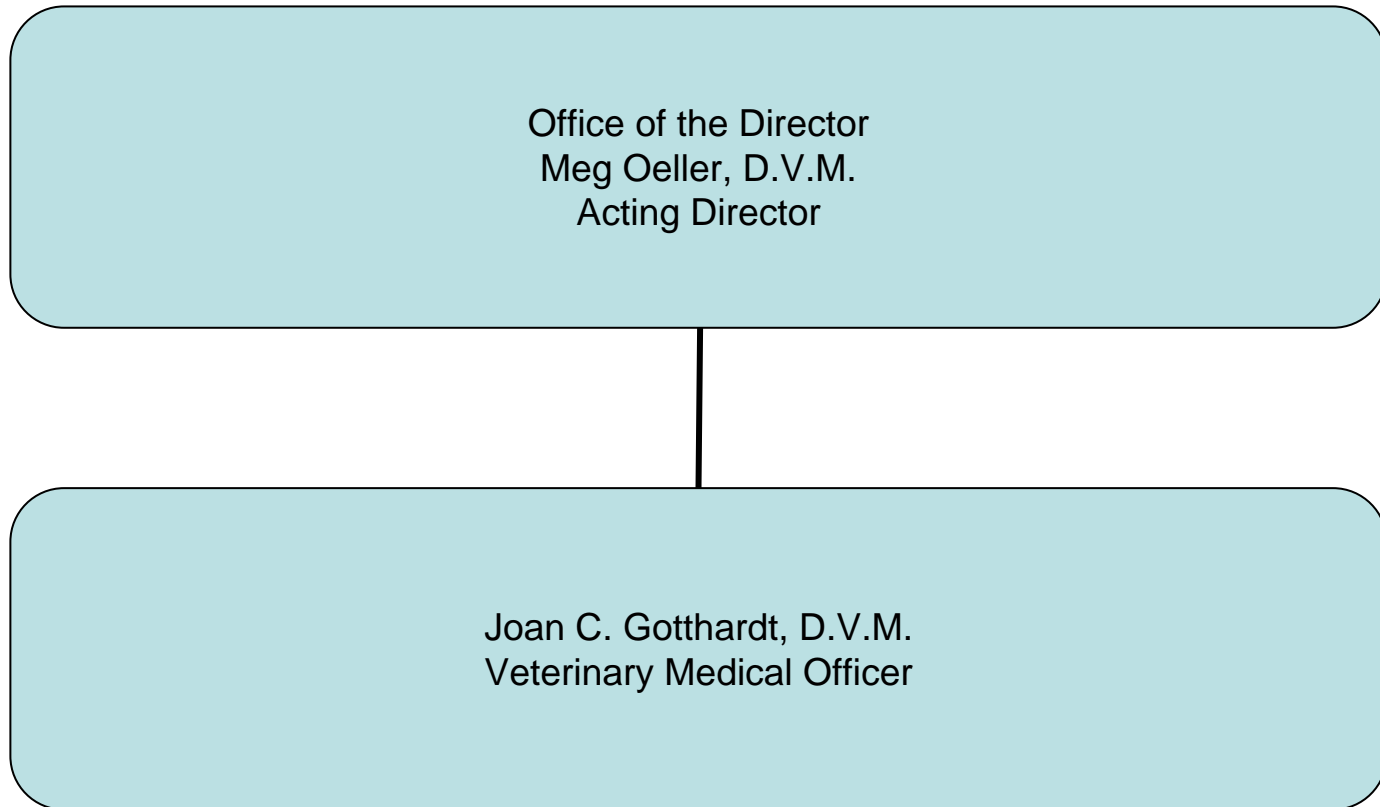 Office of the Director
Meg Oeller, D.V.M.
Acting Director
Joan C. Gotthardt, D.V.M.
Veterinary Medical Officer